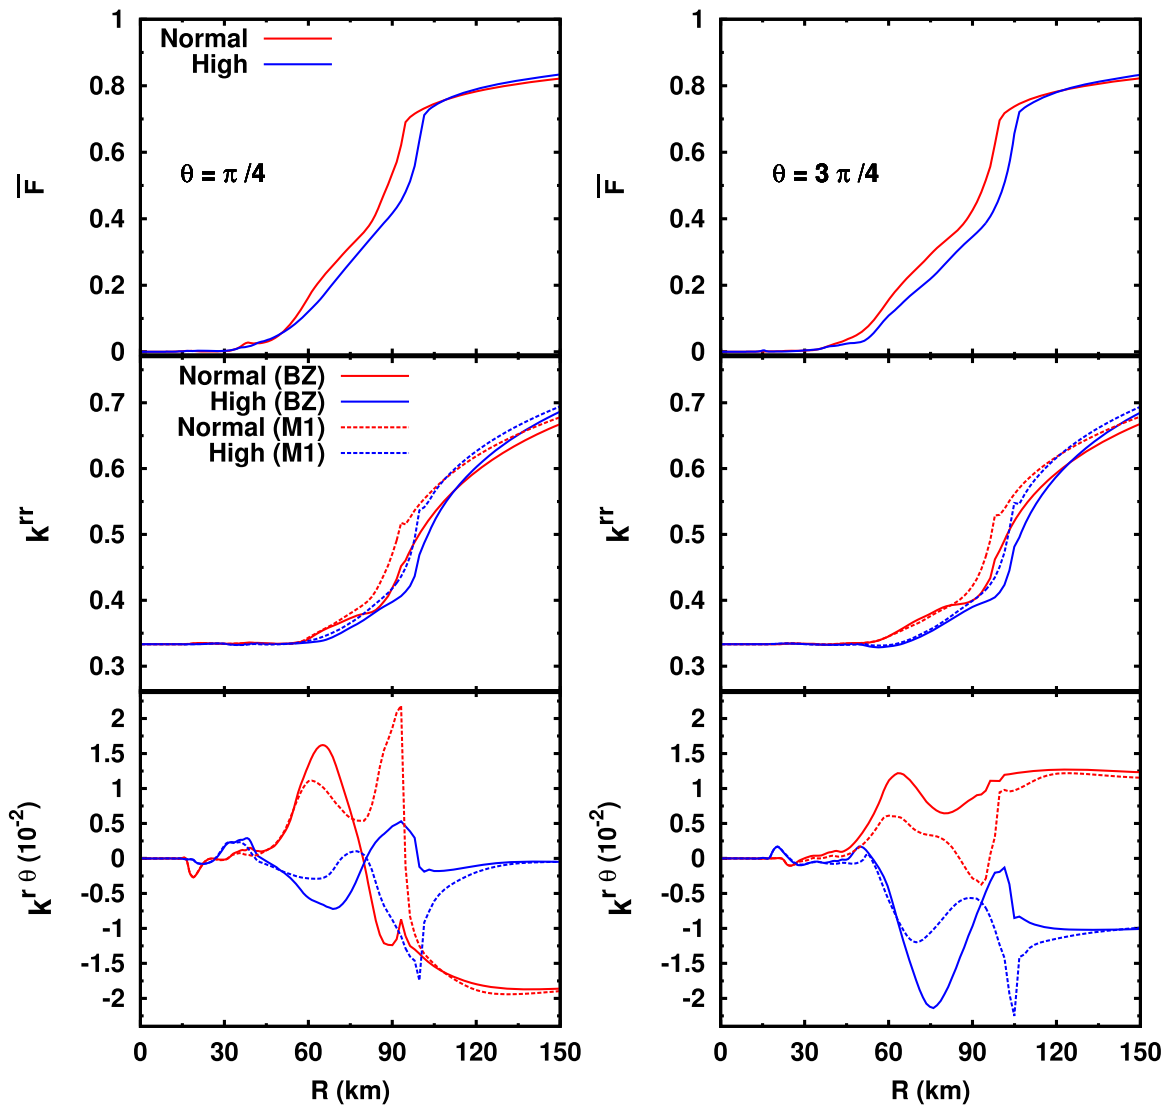 1
0.8
0.6
0.4
0.2
0
F
Normal
High
θ = π /4
1
0.8
0.6
0.4
0.2
0
F
θ = 3 π /4
0.7
0.6
0.5
0.4
0.3
k^rr
Normal (BZ)
High (BZ)
Normal (M1)
High (M1)
0.7
0.6
0.5
0.4
0.3
k^rr
2
1.5
1
0.5
0
-0.5
-1
-1.5
-2
k^r θ (10^-2)
0 30 60 90 120 150
R (km)
2
1.5
1
0.5
0
-0.5
-1
-1.5
-2
k^r θ (10^-2)
0 30 60 90 120 150
R (km)